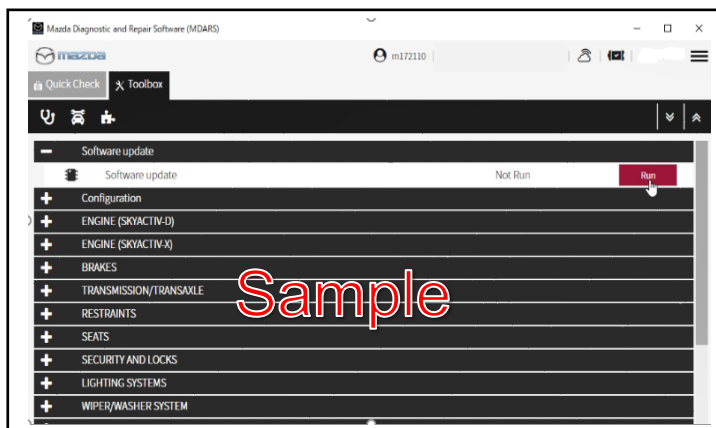 Mazda Diagnostic and Repair Software (MDARS)
mazda m172110
Quick Check Toolbox
Software update
Software update Not Run Run
Configuration
ENGINE (SKYACTIV-D)
ENGINE (SKYACTIV-X)
BRAKES
TRANSMISSION/TRANSAXLE
RESTRAINTS
SEATS
SECURITY AND LOCKS
LIGHTING SYSTEMS
WIPER/WASHER SYSTEM
Sample